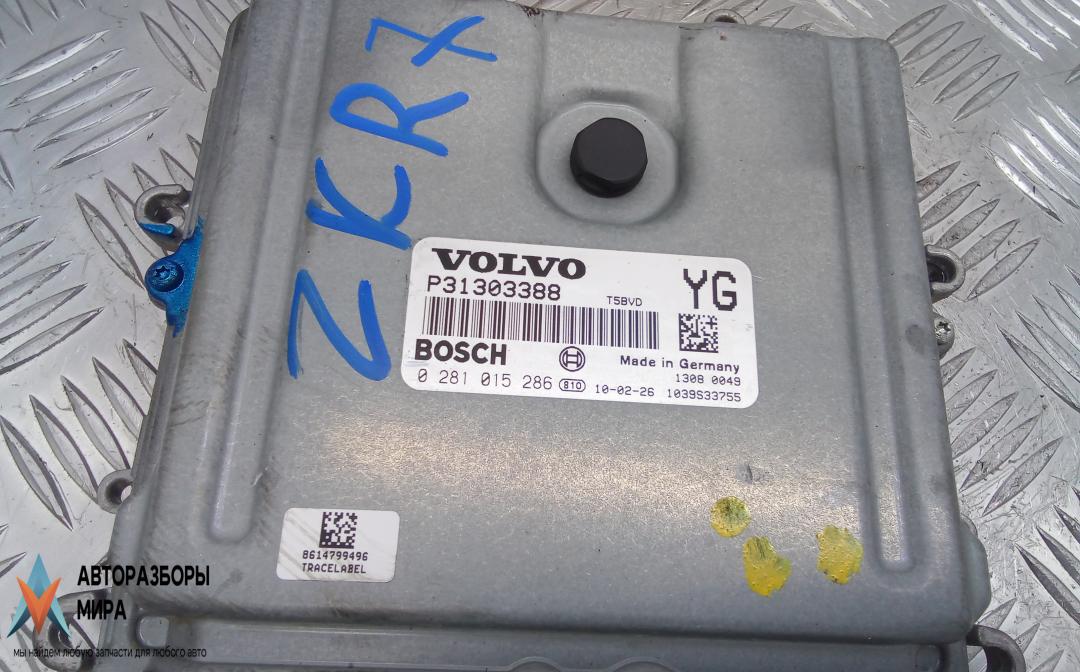 ZKR7
VOLVO
P31303388
T5BVD
YG
BOSCH
Made in Germany
0 281 015 286 810 10-02-26
1308 0049
1039S33755
8614799496
TRACELABEL
АВТОРАЗБОРЫ
МИРА
мы найдем любую запчасти для любого авто